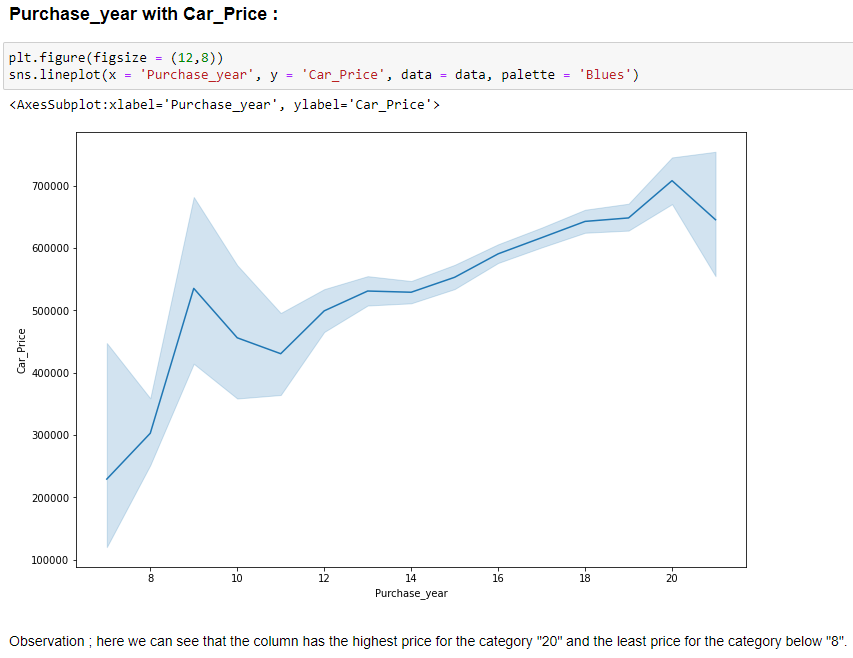 Purchase_year with Car_Price :
plt.figure(figsize = (12,8))
sns.lineplot(x = 'Purchase_year', y = 'Car_Price', data = data, palette = 'Blues')
<AxesSubplot:xlabel='Purchase_year', ylabel='Car_Price'>
700000
600000
500000
400000
300000
200000
100000
Car_Price
8 10 12 14 16 18 20
Purchase_year
Observation ; here we can see that the column has the highest price for the category "20" and the least price for the category below "8".